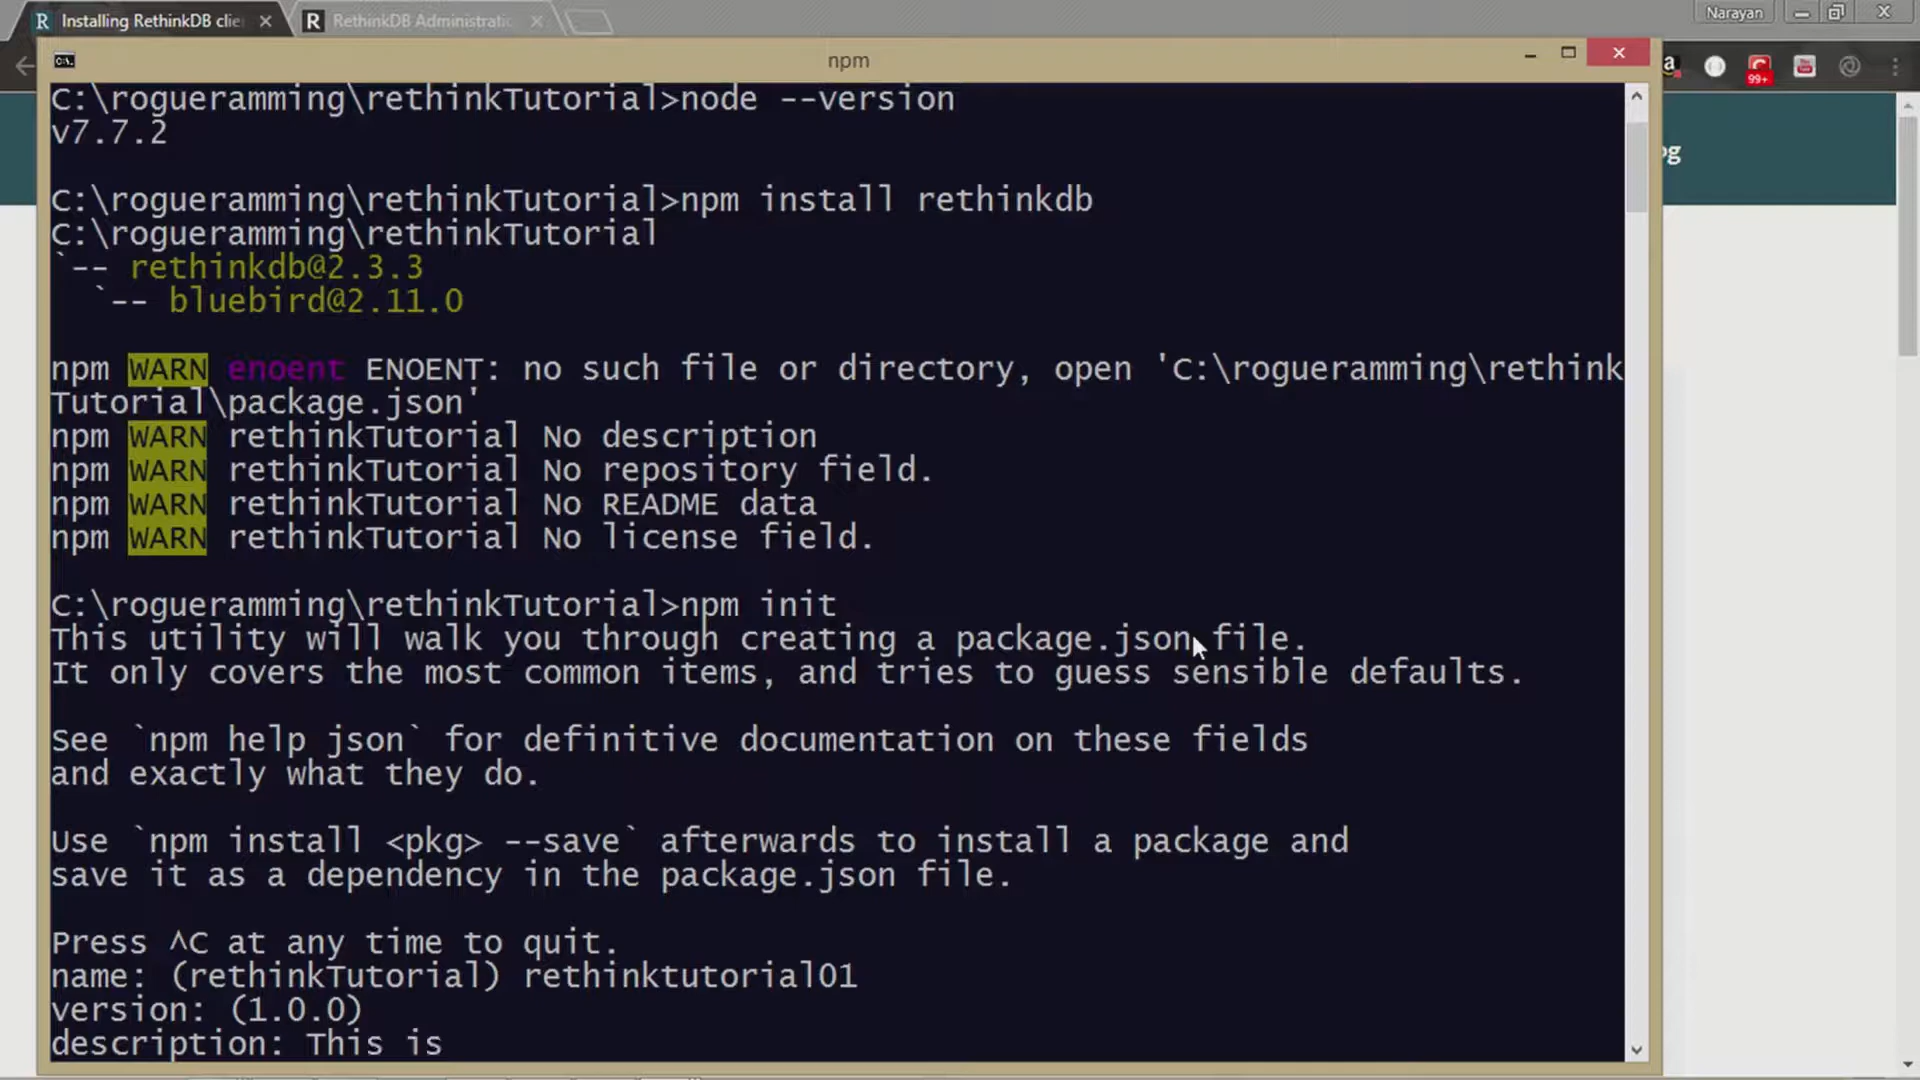 Installing RethinkDB clie
RethinkDB Administratio
Narayan
npm
99+
C:\rogueramming\rethinkTutorial>node --version
v7.7.2
C:\rogueramming\rethinkTutorial>npm install rethinkdb
C:\rogueramming\rethinkTutorial
`-- rethinkdb@2.3.3
`-- bluebird@2.11.0
npm WARN enoent ENOENT: no such file or directory, open 'C:\rogueramming\rethink
Tutorial\package.json'
npm WARN rethinkTutorial No description
npm WARN rethinkTutorial No repository field.
npm WARN rethinkTutorial No README data
npm WARN rethinkTutorial No license field.
C:\rogueramming\rethinkTutorial>npm init
This utility will walk you through creating a package.json file.
It only covers the most common items, and tries to guess sensible defaults.
See `npm help json` for definitive documentation on these fields
and exactly what they do.
Use `npm install <pkg> --save` afterwards to install a package and
save it as a dependency in the package.json file.
Press ^C at any time to quit.
name: (rethinkTutorial) rethinktutorial01
version: (1.0.0)
description: This is